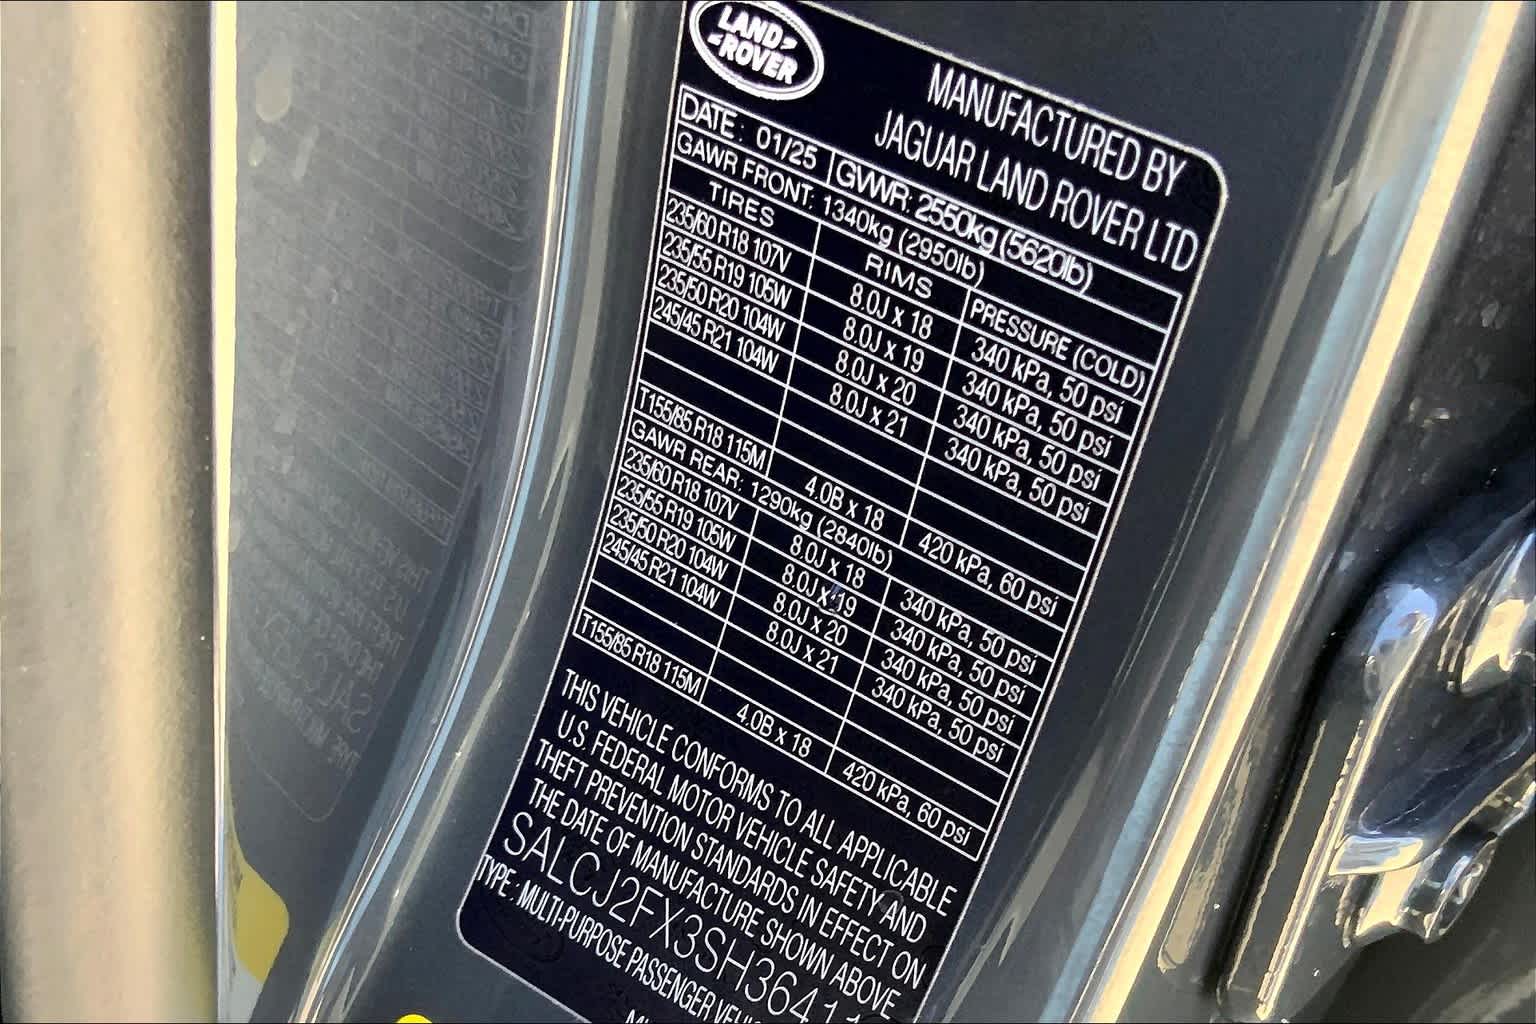 LAND
ROVER
MANUFACTURED BY
JAGUAR LAND ROVER LTD
DATE: 01/25 GVWR: 2550kg (5620lb)
GAWR FRONT: 1340kg (2950lb)
TIRES RIMS PRESSURE (COLD)
235/60 R18 107V 8.0J x 18 340 kPa, 50 psi
235/55 R19 105W 8.0J x 19 340 kPa, 50 psi
235/50 R20 104W 8.0J x 20 340 kPa, 50 psi
245/45 R21 104W 8.0J x 21 340 kPa, 50 psi
T155/85 R18 115M 4.0B x 18 420 kPa, 60 psi
GAWR REAR: 1290kg (2840lb)
235/60 R18 107V 8.0J x 18 340 kPa, 50 psi
235/55 R19 105W 8.0J x 19 340 kPa, 50 psi
235/50 R20 104W 8.0J x 20 340 kPa, 50 psi
245/45 R21 104W 8.0J x 21 340 kPa, 50 psi
T155/85 R18 115M 4.0B x 18 420 kPa, 60 psi
THIS VEHICLE CONFORMS TO ALL APPLICABLE
U.S. FEDERAL MOTOR VEHICLE SAFETY AND
THEFT PREVENTION STANDARDS IN EFFECT ON
THE DATE OF MANUFACTURE SHOWN ABOVE
SALCJ2FX3SH3641
TYPE: MULTI-PURPOSE PASSENGER